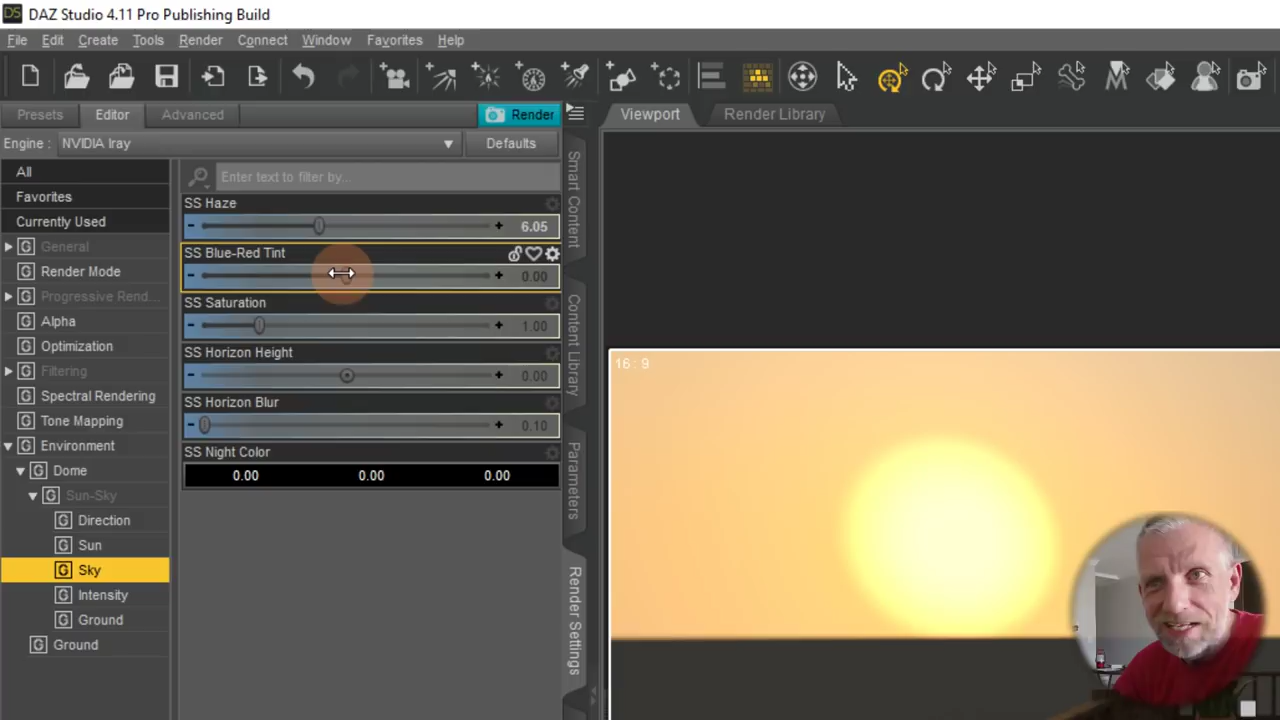 DS DAZ Studio 4.11 Pro Publishing Build
File Edit Create Tools Render Connect Window Favorites Help
Presets Editor Advanced Render Viewport Render Library
Engine : NVIDIA Iray Defaults
All
Favorites
Currently Used
G General
G Render Mode
G Progressive Rend...
G Alpha
G Optimization
G Filtering
G Spectral Rendering
G Tone Mapping
G Environment
G Dome
G Sun-Sky
G Direction
G Sun
G Sky
G Intensity
G Ground
G Ground
Enter text to filter by...
SS Haze
- + 6.05
SS Blue-Red Tint
- + 0.00
SS Saturation
- + 1.00
SS Horizon Height
- + 0.00
SS Horizon Blur
- + 0.10
SS Night Color
0.00 0.00 0.00
Smart Content
Content Library
Parameters
Render Settings
16 : 9